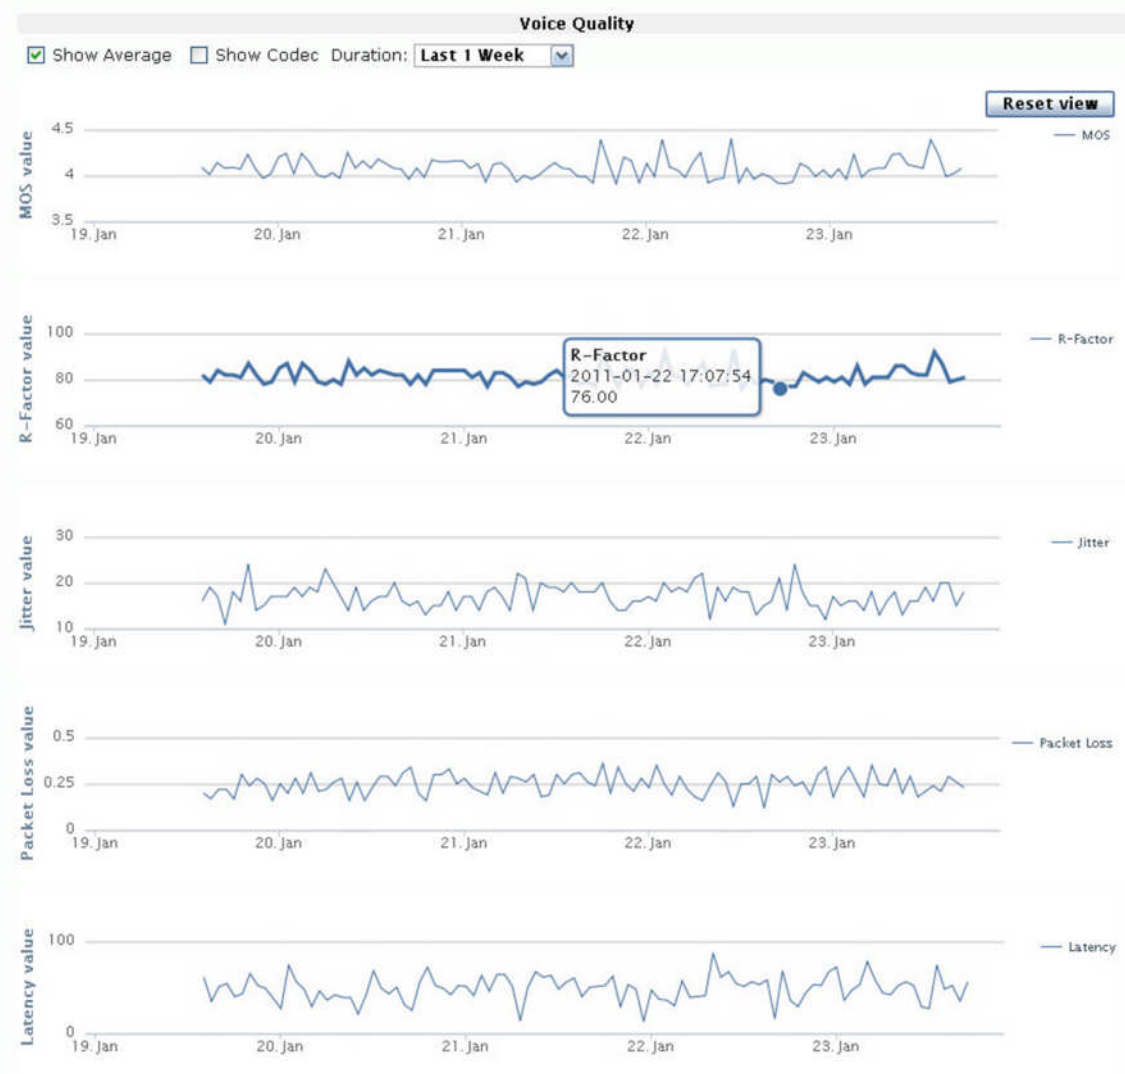 Voice Quality
Show Average Show Codec Duration: Last 1 Week
Reset view
MOS value
4.5
4
3.5
19. Jan 20. Jan 21. Jan 22. Jan 23. Jan
MOS
R-Factor value
100
80
60
19. Jan 20. Jan 21. Jan 22. Jan 23. Jan
R-Factor
R-Factor
2011-01-22 17:07:54
76.00
Jitter value
30
20
10
19. Jan 20. Jan 21. Jan 22. Jan 23. Jan
Jitter
Packet Loss value
0.5
0.25
0
19. Jan 20. Jan 21. Jan 22. Jan 23. Jan
Packet Loss
Latency value
100
0
19. Jan 20. Jan 21. Jan 22. Jan 23. Jan
Latency